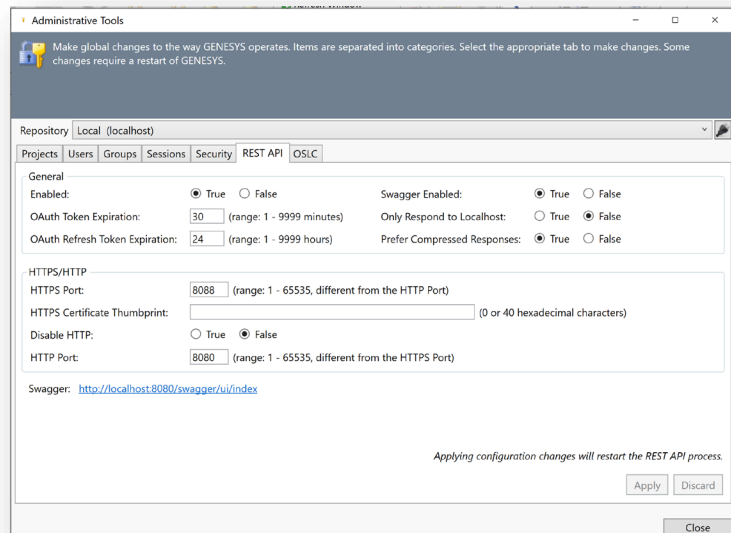 Administrative Tools
Make global changes to the way GENESYS operates. Items are separated into categories. Select the appropriate tab to make changes. Some
changes require a restart of GENESYS.
Repository Local (localhost)
Projects Users Groups Sessions Security REST API OSLC
General
Enabled: True False Swagger Enabled: True False
OAuth Token Expiration: 30 (range: 1 - 9999 minutes) Only Respond to Localhost: True False
OAuth Refresh Token Expiration: 24 (range: 1 - 9999 hours) Prefer Compressed Responses: True False
HTTPS/HTTP
HTTPS Port: 8088 (range: 1 - 65535, different from the HTTP Port)
HTTPS Certificate Thumbprint: (0 or 40 hexadecimal characters)
Disable HTTP: True False
HTTP Port: 8080 (range: 1 - 65535, different from the HTTPS Port)
Swagger: http://localhost:8080/swagger/ui/index
Applying configuration changes will restart the REST API process.
Apply Discard
Close